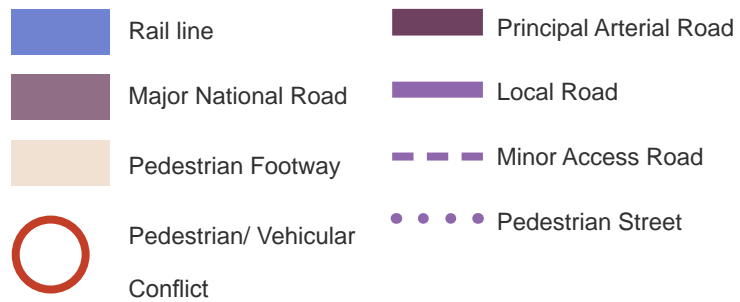 Rail line
Major National Road
Pedestrian Footway
Pedestrian/ Vehicular
Conflict
Principal Arterial Road
Local Road
Minor Access Road
Pedestrian Street